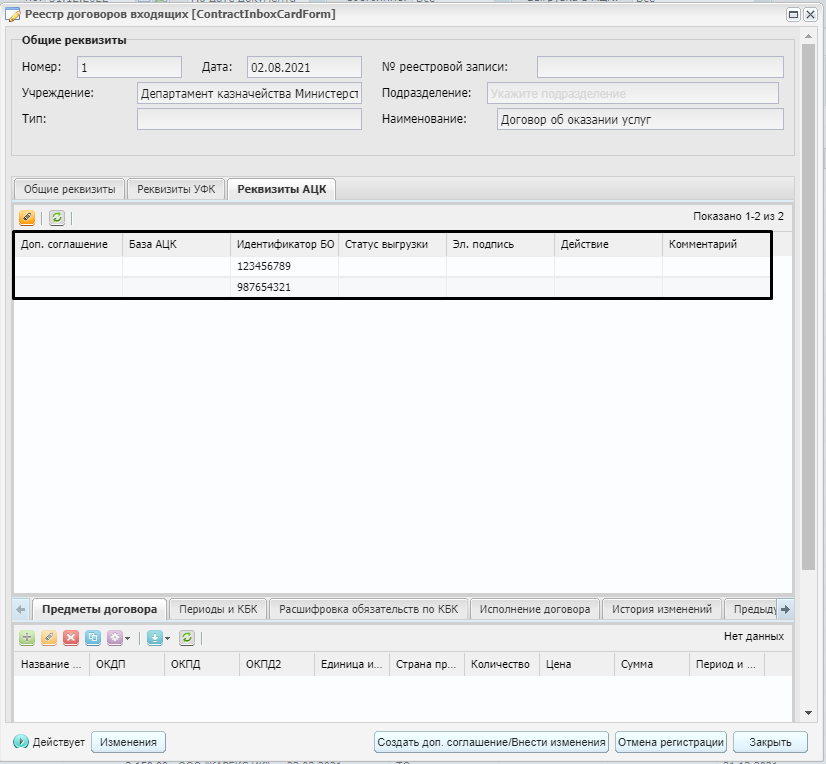 Реестр договоров входящих [ContractInboxCardForm]
Общие реквизиты
Номер: 1 Дата: 02.08.2021 № реестровой записи:
Учреждение: Департамент казначейства Министерст Подразделение: Укажите подразделение
Тип: Наименование: Договор об оказании услуг
Общие реквизиты Реквизиты УФК Реквизиты АЦК
Показано 1-2 из 2
Доп. соглашение База АЦК Идентификатор БО Статус выгрузки Эл. подпись Действие Комментарий
123456789
987654321
Предметы договора Периоды и КБК Расшифровка обязательств по КБК Исполнение договора История изменений Предыду
Нет данных
Название ... ОКДП ОКПД ОКПД2 Единица и... Страна пр... Количество Цена Сумма Период и ...
Действует Изменения Создать доп. соглашение/Внести изменения Отмена регистрации Закрыть